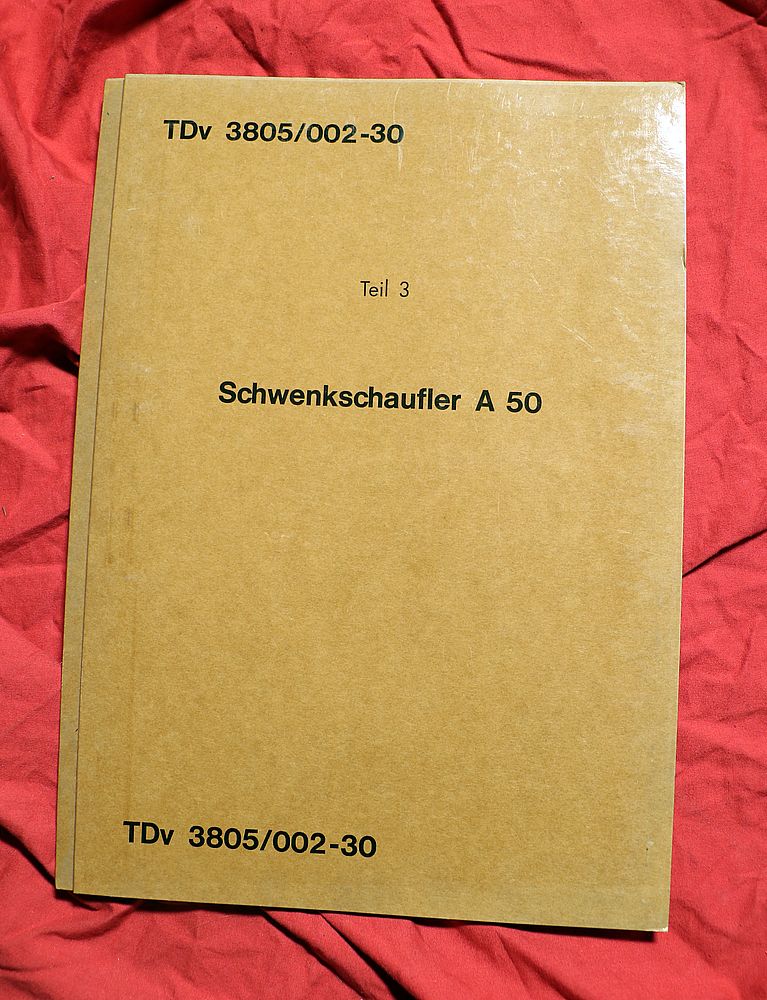 TDv 3805/002-30
Teil 3
Schwenkschaufler A 50
TDv 3805/002-30